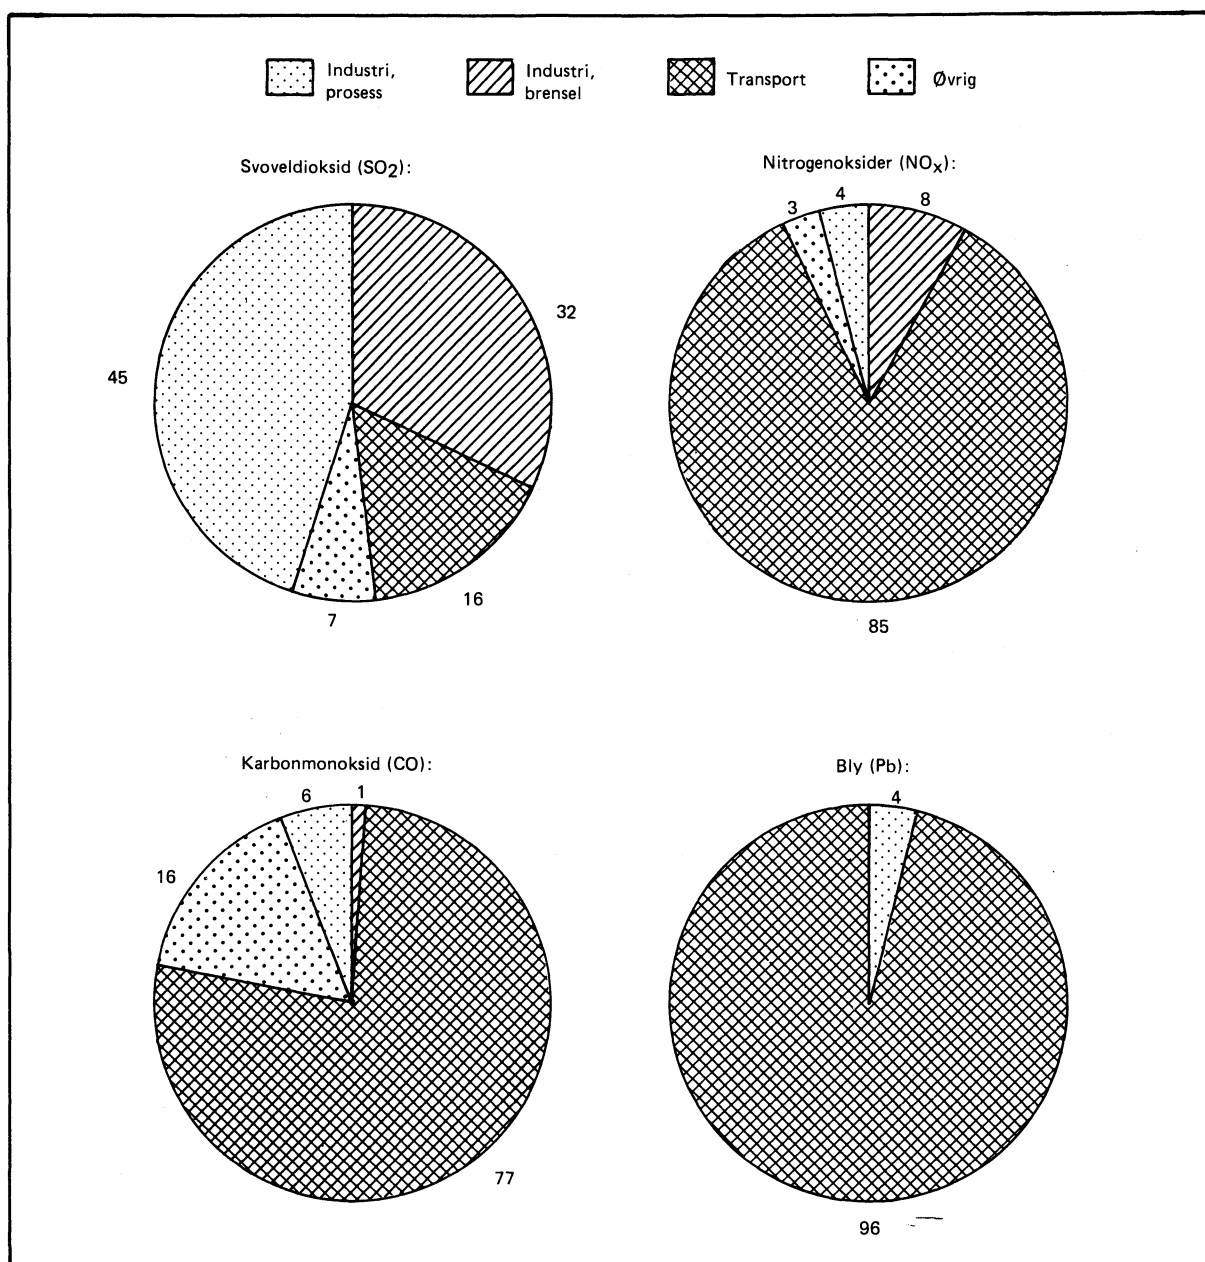 Industri,
prosess
Industri,
brensel
Transport
Øvrig
Svoveldioksid (SO2):
32
45
16
7
Nitrogenoksider (NOx):
3
4
8
85
Karbonmonoksid (CO):
6
1
16
77
Bly (Pb):
4
96